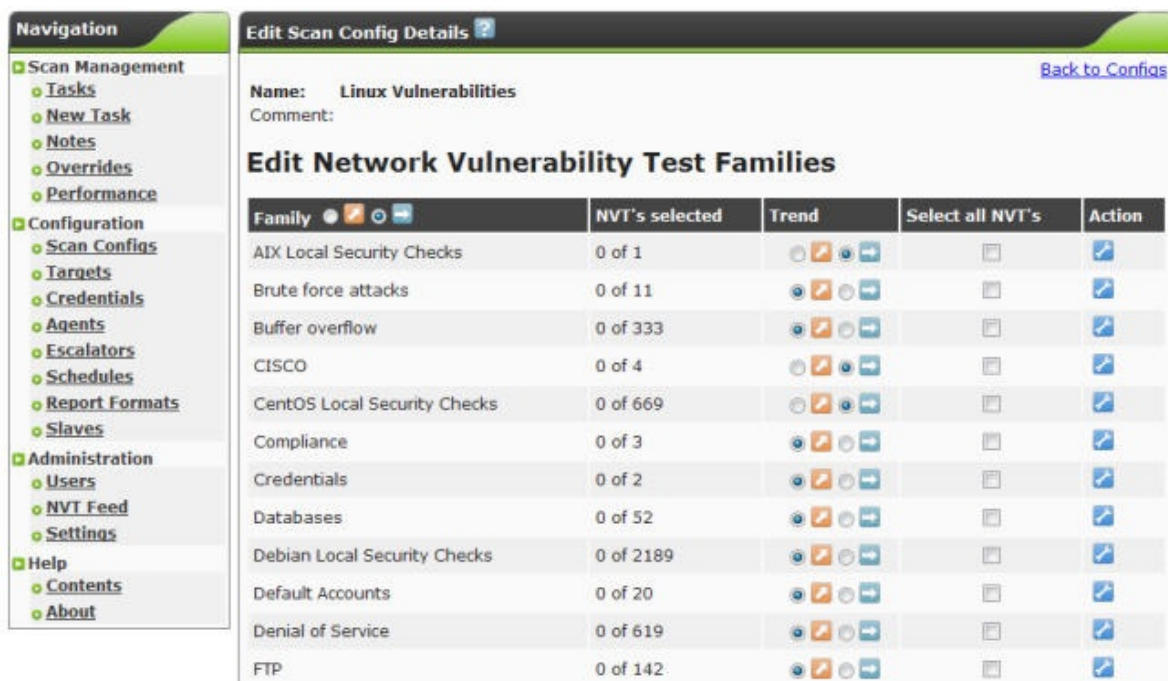 Navigation
Scan Management
Tasks
New Task
Notes
Overrides
Performance
Configuration
Scan Configs
Targets
Credentials
Agents
Escalators
Schedules
Report Formats
Slaves
Administration
Users
NVT Feed
Settings
Help
Contents
About
Edit Scan Config Details ?
Back to Configs
Name: Linux Vulnerabilities
Comment:
Edit Network Vulnerability Test Families
Family NVT's selected Trend Select all NVT's Action
AIX Local Security Checks 0 of 1
Brute force attacks 0 of 11
Buffer overflow 0 of 333
CISCO 0 of 4
CentOS Local Security Checks 0 of 669
Compliance 0 of 3
Credentials 0 of 2
Databases 0 of 52
Debian Local Security Checks 0 of 2189
Default Accounts 0 of 20
Denial of Service 0 of 619
FTP 0 of 142